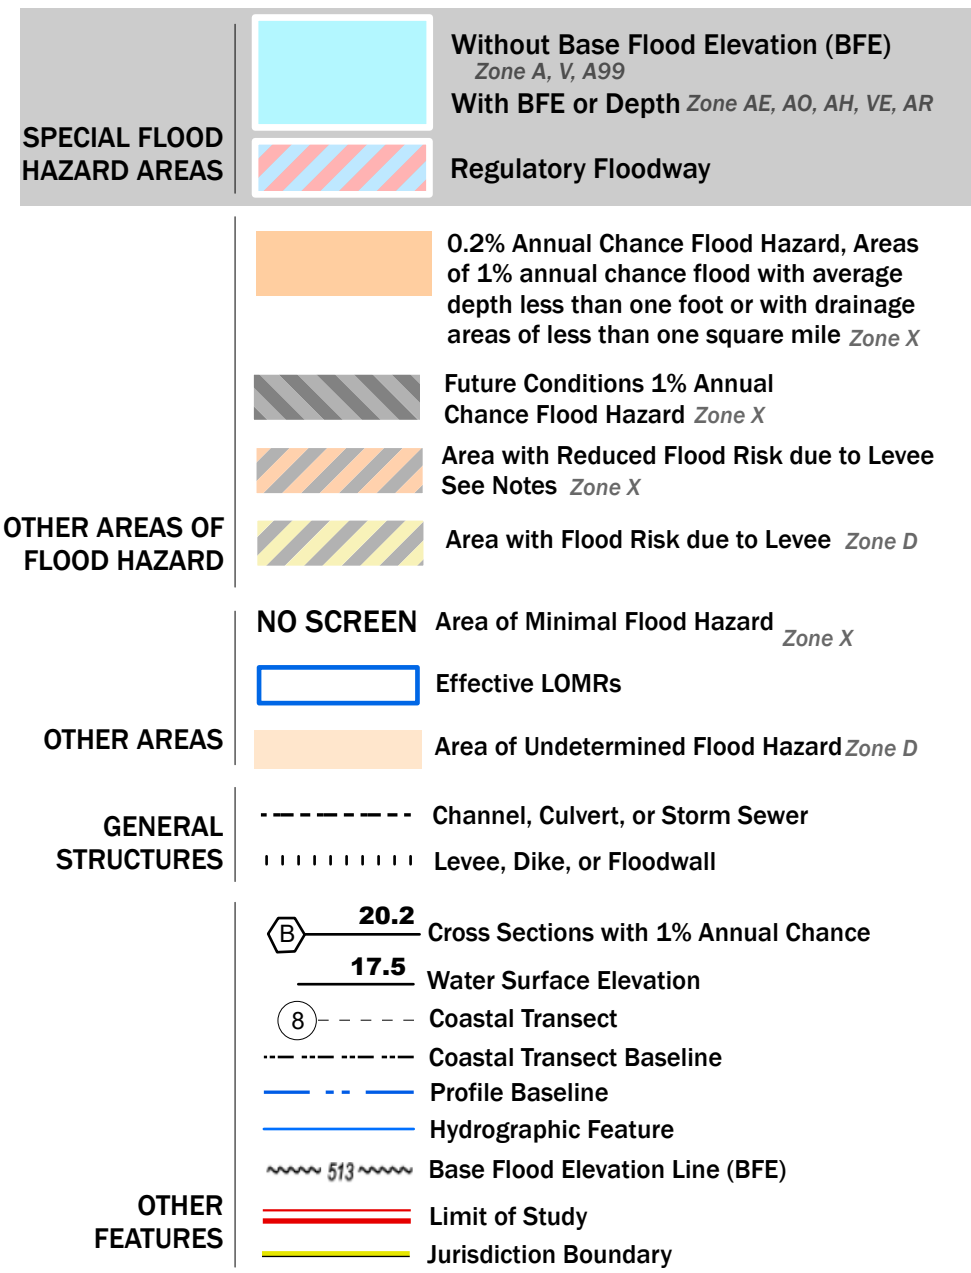 SPECIAL FLOOD
HAZARD AREAS
Without Base Flood Elevation (BFE)
Zone A, V, A99
With BFE or Depth Zone AE, AO, AH, VE, AR
Regulatory Floodway
OTHER AREAS OF
FLOOD HAZARD
0.2% Annual Chance Flood Hazard, Areas
of 1% annual chance flood with average
depth less than one foot or with drainage
areas of less than one square mile Zone X
Future Conditions 1% Annual
Chance Flood Hazard Zone X
Area with Reduced Flood Risk due to Levee
See Notes Zone X
Area with Flood Risk due to Levee Zone D
OTHER AREAS
NO SCREEN Area of Minimal Flood Hazard Zone X
Effective LOMRs
Area of Undetermined Flood Hazard Zone D
GENERAL
STRUCTURES
Channel, Culvert, or Storm Sewer
Levee, Dike, or Floodwall
OTHER
FEATURES
B 20.2 Cross Sections with 1% Annual Chance
17.5 Water Surface Elevation
8 Coastal Transect
Coastal Transect Baseline
Profile Baseline
Hydrographic Feature
513 Base Flood Elevation Line (BFE)
Limit of Study
Jurisdiction Boundary